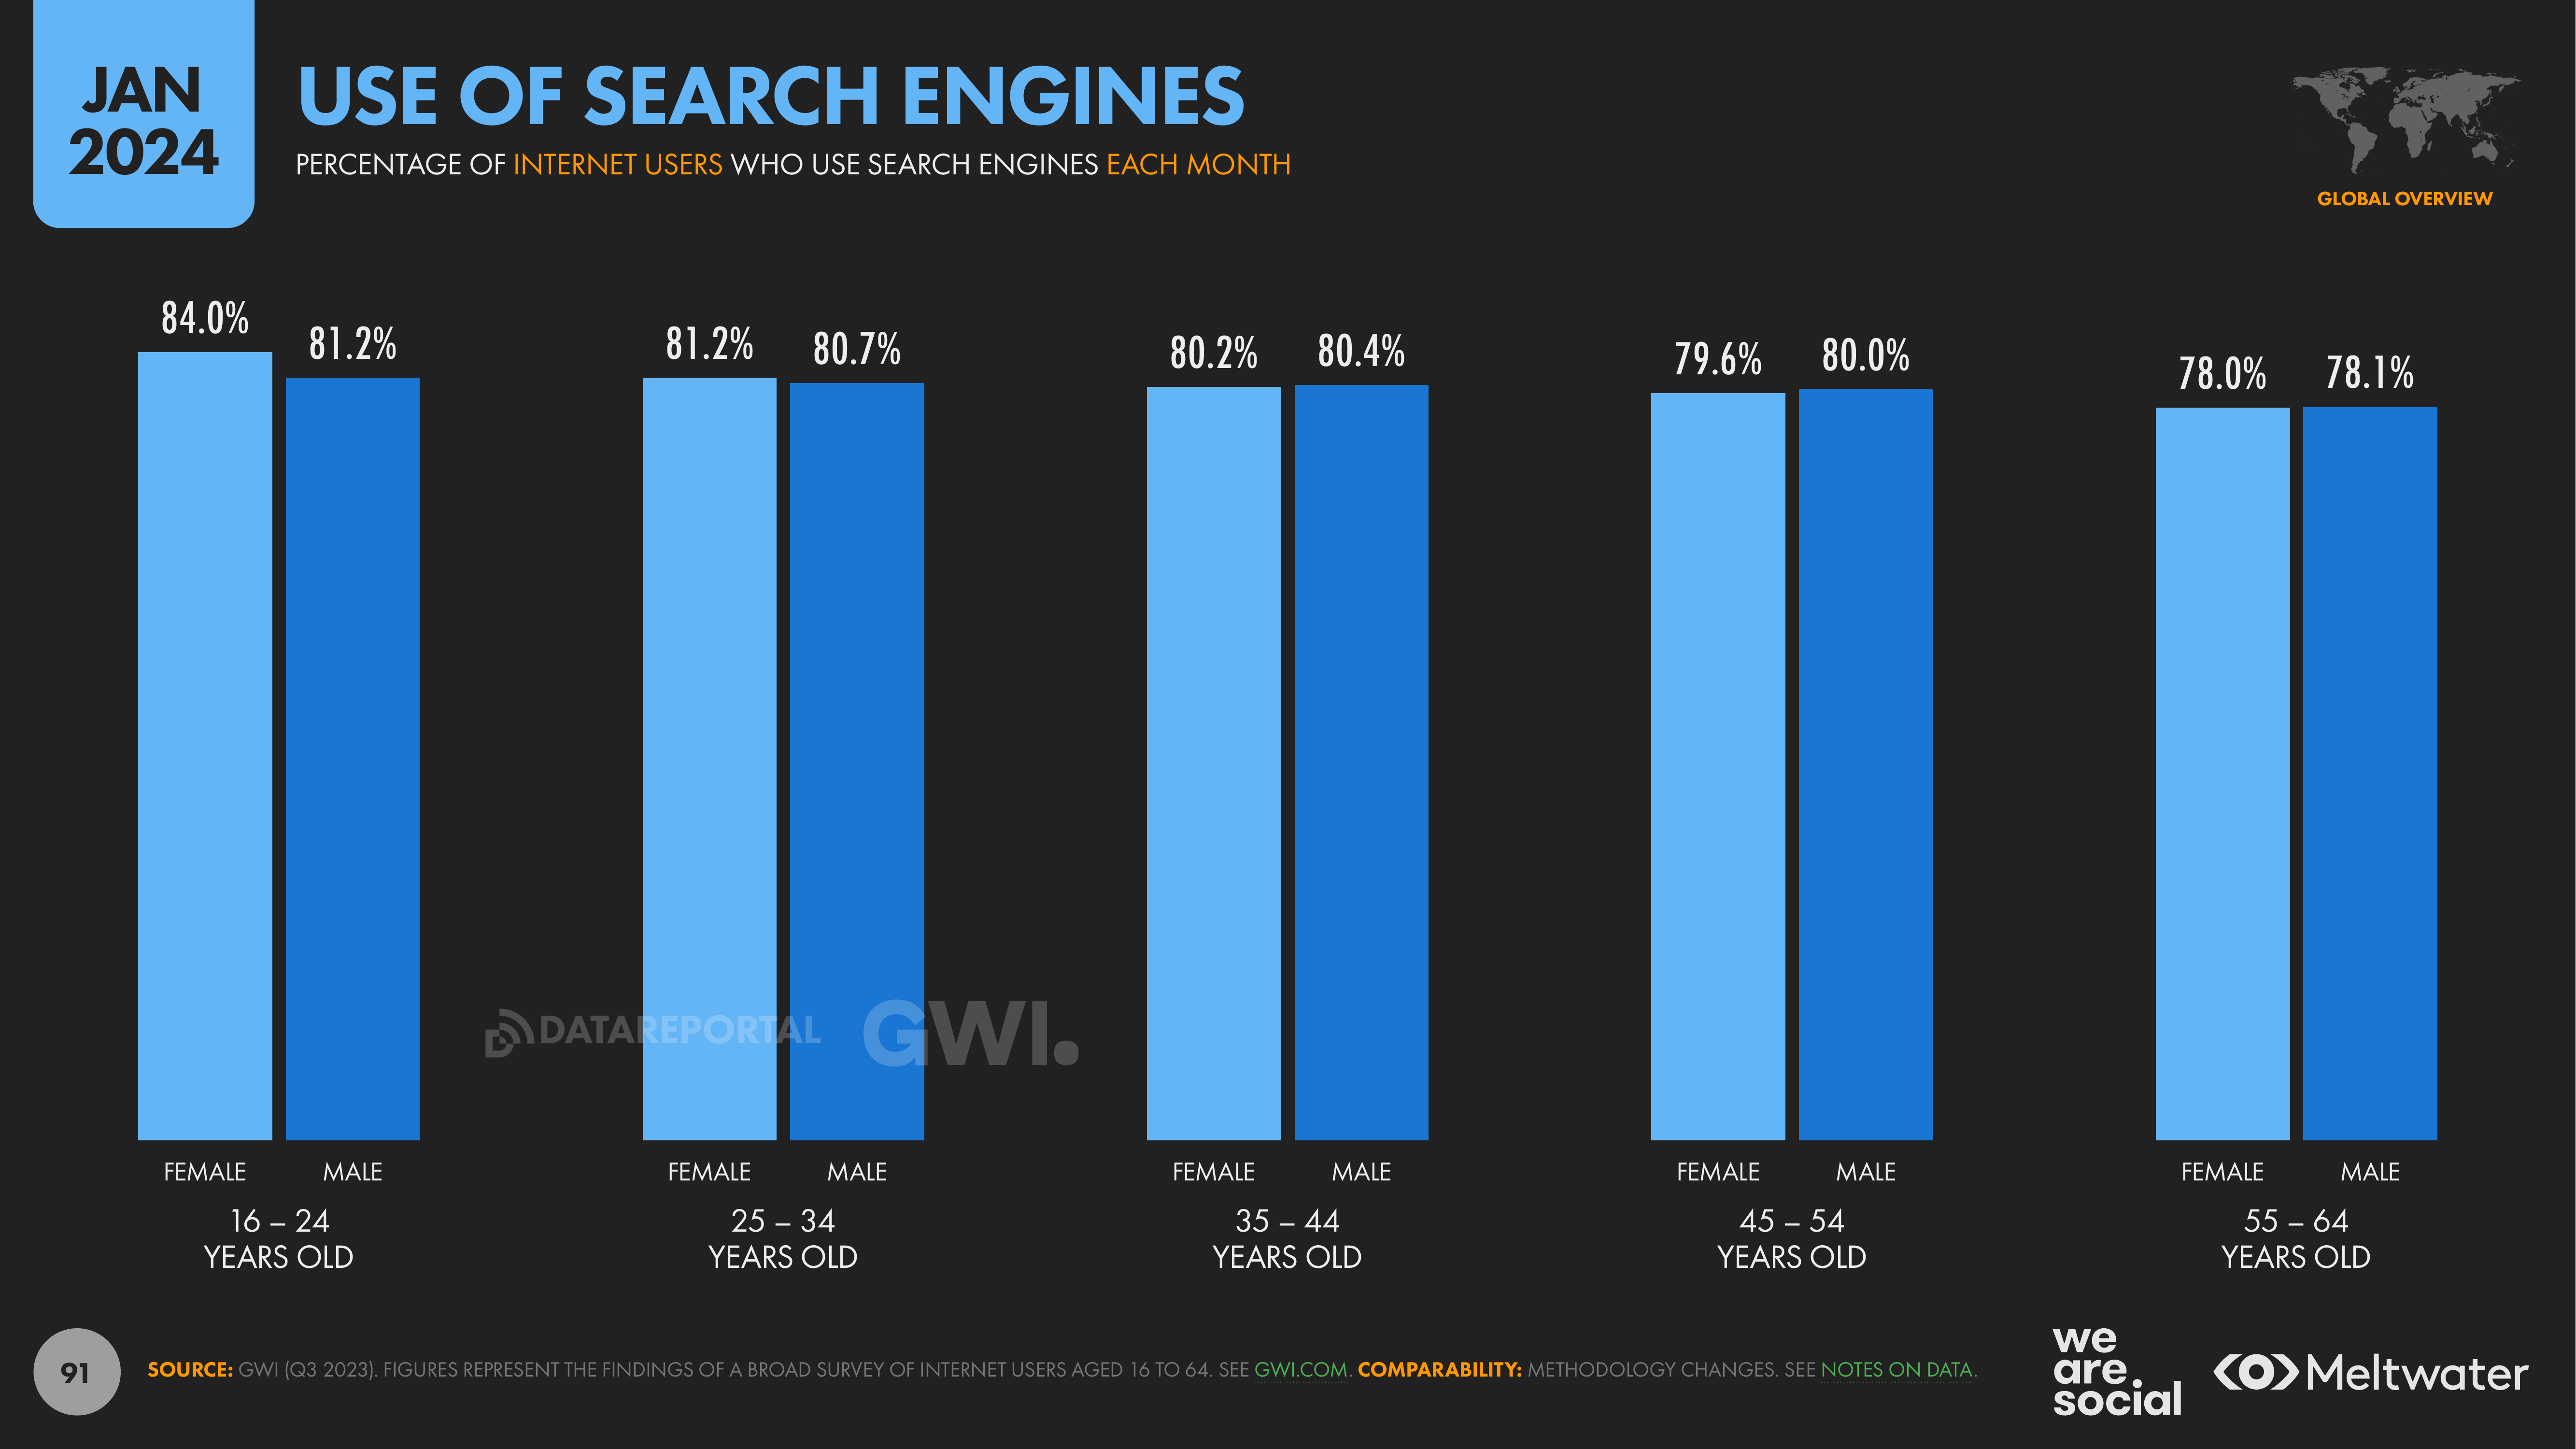 JAN
2024
USE OF SEARCH ENGINES
PERCENTAGE OF INTERNET USERS WHO USE SEARCH ENGINES EACH MONTH
GLOBAL OVERVIEW
84.0%
81.2%
81.2%
80.7%
80.2%
80.4%
79.6%
80.0%
78.0%
78.1%
DATAREPORTAL
GWI.
FEMALE MALE
FEMALE MALE
FEMALE MALE
FEMALE MALE
FEMALE MALE
16 – 24
YEARS OLD
25 – 34
YEARS OLD
35 – 44
YEARS OLD
45 – 54
YEARS OLD
55 – 64
YEARS OLD
91
SOURCE: GWI (Q3 2023). FIGURES REPRESENT THE FINDINGS OF A BROAD SURVEY OF INTERNET USERS AGED 16 TO 64. SEE GWI.COM. COMPARABILITY: METHODOLOGY CHANGES. SEE NOTES ON DATA.
we
are
social
Meltwater